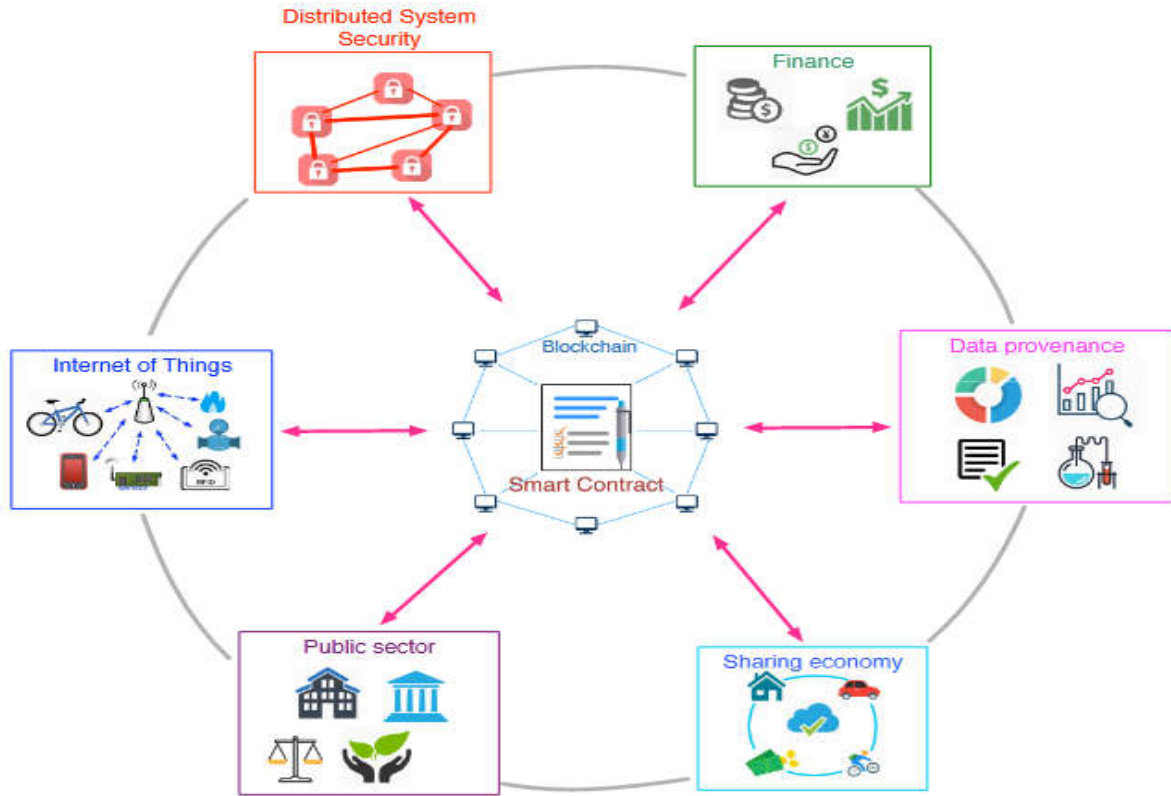 Distributed System
Security
Finance
$
$
$
¥
Internet of Things
RFID
Blockchain
Smart Contract
Data provenance
Public sector
Sharing economy